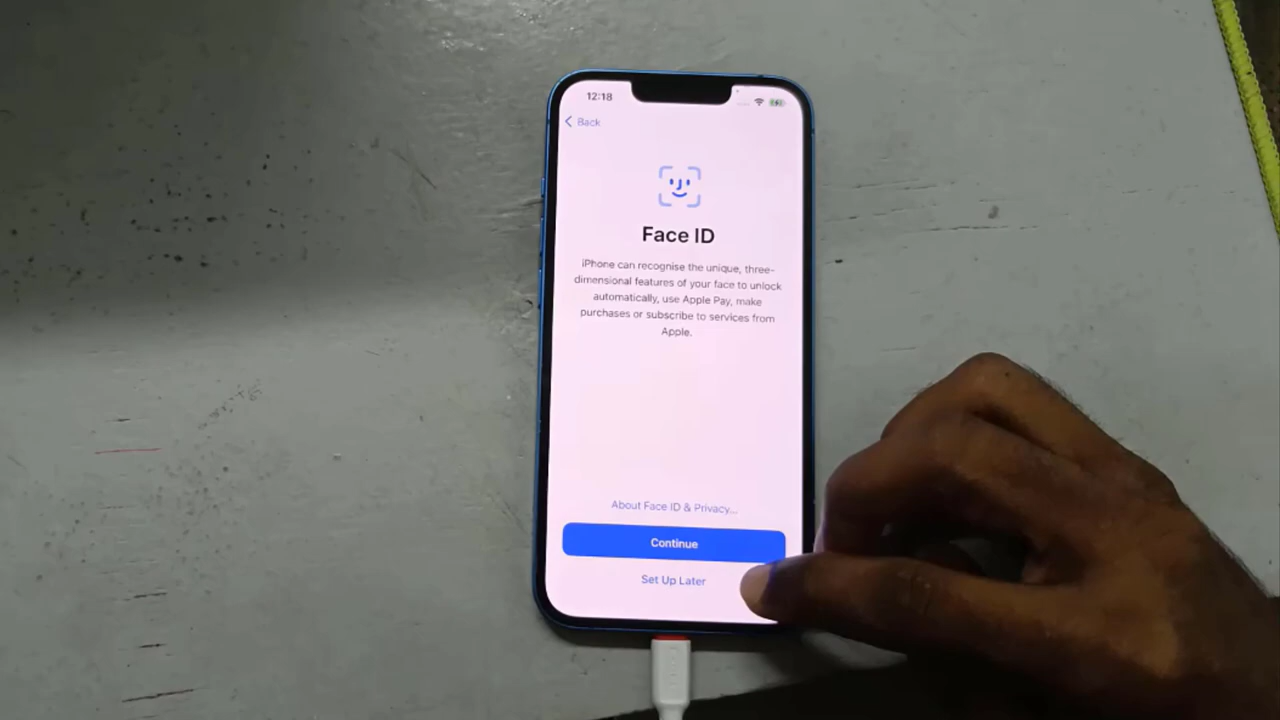 12:18
Back
Face ID
iPhone can recognise the unique, three-
dimensional features of your face to unlock
automatically, use Apple Pay, make
purchases or subscribe to services from
Apple.
About Face ID & Privacy...
Continue
Set Up Later